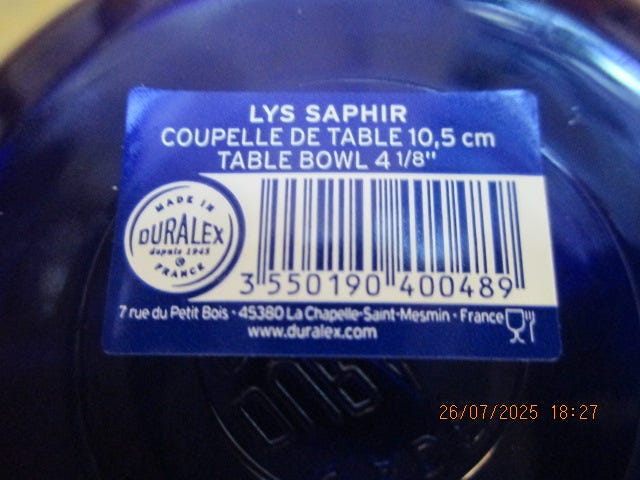 LYS SAPHIR
COUPELLE DE TABLE 10,5 cm
TABLE BOWL 4 1/8"
MADE IN
DURALEX
depuis 1945
FRANCE
3 550190 400489
7 rue du Petit Bois • 45380 La Chapelle-Saint-Mesmin • France
www.duralex.com
26/07/2025 18:27